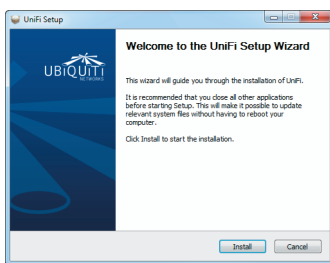 UniFi Setup
Welcome to the UniFi Setup Wizard
UBiQUiTi
NETWORKS
This wizard will guide you through the installation of UniFi.
It is recommended that you close all other applications
before starting Setup. This will make it possible to update
relevant system files without having to reboot your
computer.
Click Install to start the installation.
Install
Cancel